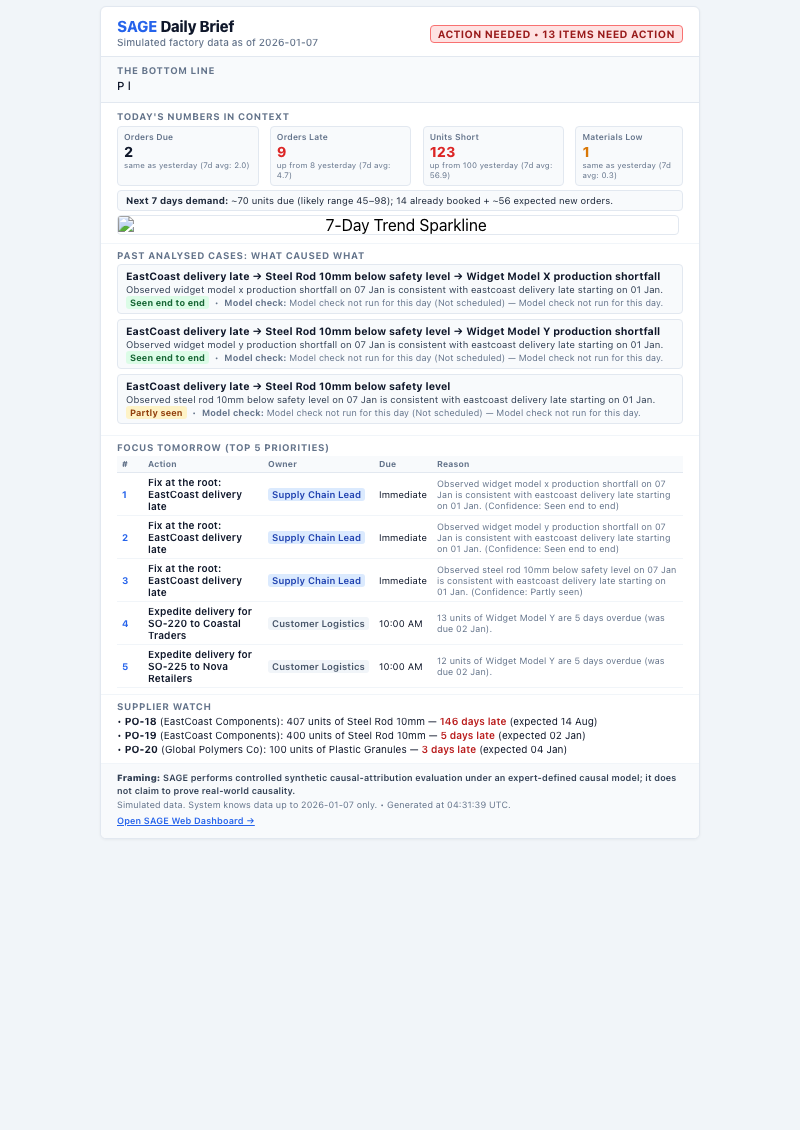 SAGE Daily Brief
Simulated factory data as of 2026-01-07
ACTION NEEDED • 13 ITEMS NEED ACTION
THE BOTTOM LINE
P I
TODAY'S NUMBERS IN CONTEXT
Orders Due
2
same as yesterday (7d avg: 2.0)
Orders Late
9
up from 8 yesterday (7d avg:
4.7)
Units Short
123
up from 100 yesterday (7d avg:
56.9)
Materials Low
1
same as yesterday (7d
avg: 0.3)
Next 7 days demand: ~70 units due (likely range 45–98); 14 already booked + ~56 expected new orders.
7-Day Trend Sparkline
PAST ANALYSED CASES: WHAT CAUSED WHAT
EastCoast delivery late → Steel Rod 10mm below safety level → Widget Model X production shortfall
Observed widget model x production shortfall on 07 Jan is consistent with eastcoast delivery late starting on 01 Jan.
Seen end to end • Model check: Model check not run for this day (Not scheduled) — Model check not run for this day.
EastCoast delivery late → Steel Rod 10mm below safety level → Widget Model Y production shortfall
Observed widget model y production shortfall on 07 Jan is consistent with eastcoast delivery late starting on 01 Jan.
Seen end to end • Model check: Model check not run for this day (Not scheduled) — Model check not run for this day.
EastCoast delivery late → Steel Rod 10mm below safety level
Observed steel rod 10mm below safety level on 07 Jan is consistent with eastcoast delivery late starting on 01 Jan.
Partly seen • Model check: Model check not run for this day (Not scheduled) — Model check not run for this day.
FOCUS TOMORROW (TOP 5 PRIORITIES)
# Action Owner Due Reason
1
Fix at the root:
EastCoast delivery
late
Supply Chain Lead
Immediate
Observed widget model x production shortfall on 07
Jan is consistent with eastcoast delivery late starting
on 01 Jan. (Confidence: Seen end to end)
2
Fix at the root:
EastCoast delivery
late
Supply Chain Lead
Immediate
Observed widget model y production shortfall on 07
Jan is consistent with eastcoast delivery late starting
on 01 Jan. (Confidence: Seen end to end)
3
Fix at the root:
EastCoast delivery
late
Supply Chain Lead
Immediate
Observed steel rod 10mm below safety level on 07 Jan
is consistent with eastcoast delivery late starting on
01 Jan. (Confidence: Partly seen)
4
Expedite delivery for
SO-220 to Coastal
Traders
Customer Logistics
10:00 AM
13 units of Widget Model Y are 5 days overdue (was
due 02 Jan).
5
Expedite delivery for
SO-225 to Nova
Retailers
Customer Logistics
10:00 AM
12 units of Widget Model Y are 5 days overdue (was
due 02 Jan).
SUPPLIER WATCH
• PO-18 (EastCoast Components): 407 units of Steel Rod 10mm — 146 days late (expected 14 Aug)
• PO-19 (EastCoast Components): 400 units of Steel Rod 10mm — 5 days late (expected 02 Jan)
• PO-20 (Global Polymers Co): 100 units of Plastic Granules — 3 days late (expected 04 Jan)
Framing: SAGE performs controlled synthetic causal-attribution evaluation under an expert-defined causal model; it does
not claim to prove real-world causality.
Simulated data. System knows data up to 2026-01-07 only. • Generated at 04:31:39 UTC.
Open SAGE Web Dashboard →